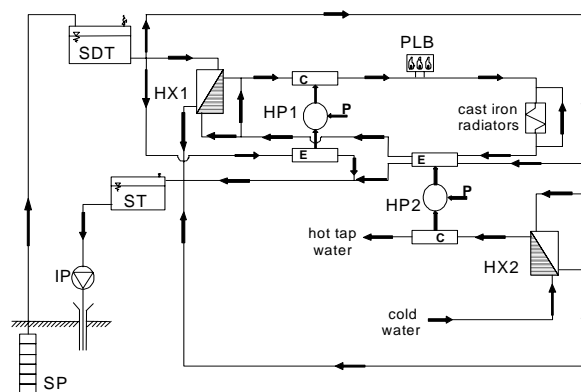 SDT
PLB
HX1
C
HP1
P
cast iron
radiators
E
E
ST
HP2
P
hot tap
water
C
IP
HX2
cold
water
SP